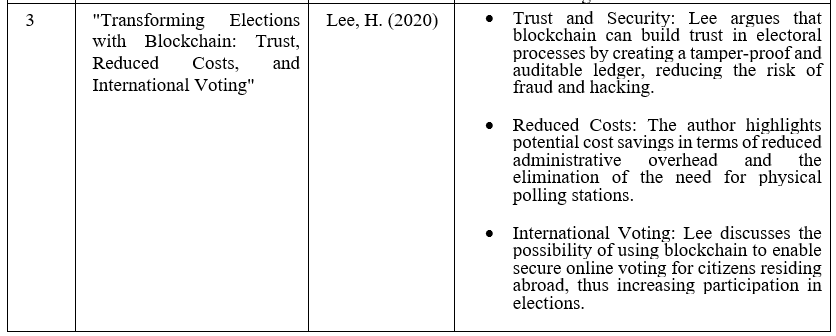 3
"Transforming Elections
with Blockchain: Trust,
Reduced Costs, and
International Voting"
Lee, H. (2020)
• Trust and Security: Lee argues that
blockchain can build trust in electoral
processes by creating a tamper-proof and
auditable ledger, reducing the risk of
fraud and hacking.
• Reduced Costs: The author highlights
potential cost savings in terms of reduced
administrative overhead and the
elimination of the need for physical
polling stations.
• International Voting: Lee discusses the
possibility of using blockchain to enable
secure online voting for citizens residing
abroad, thus increasing participation in
elections.